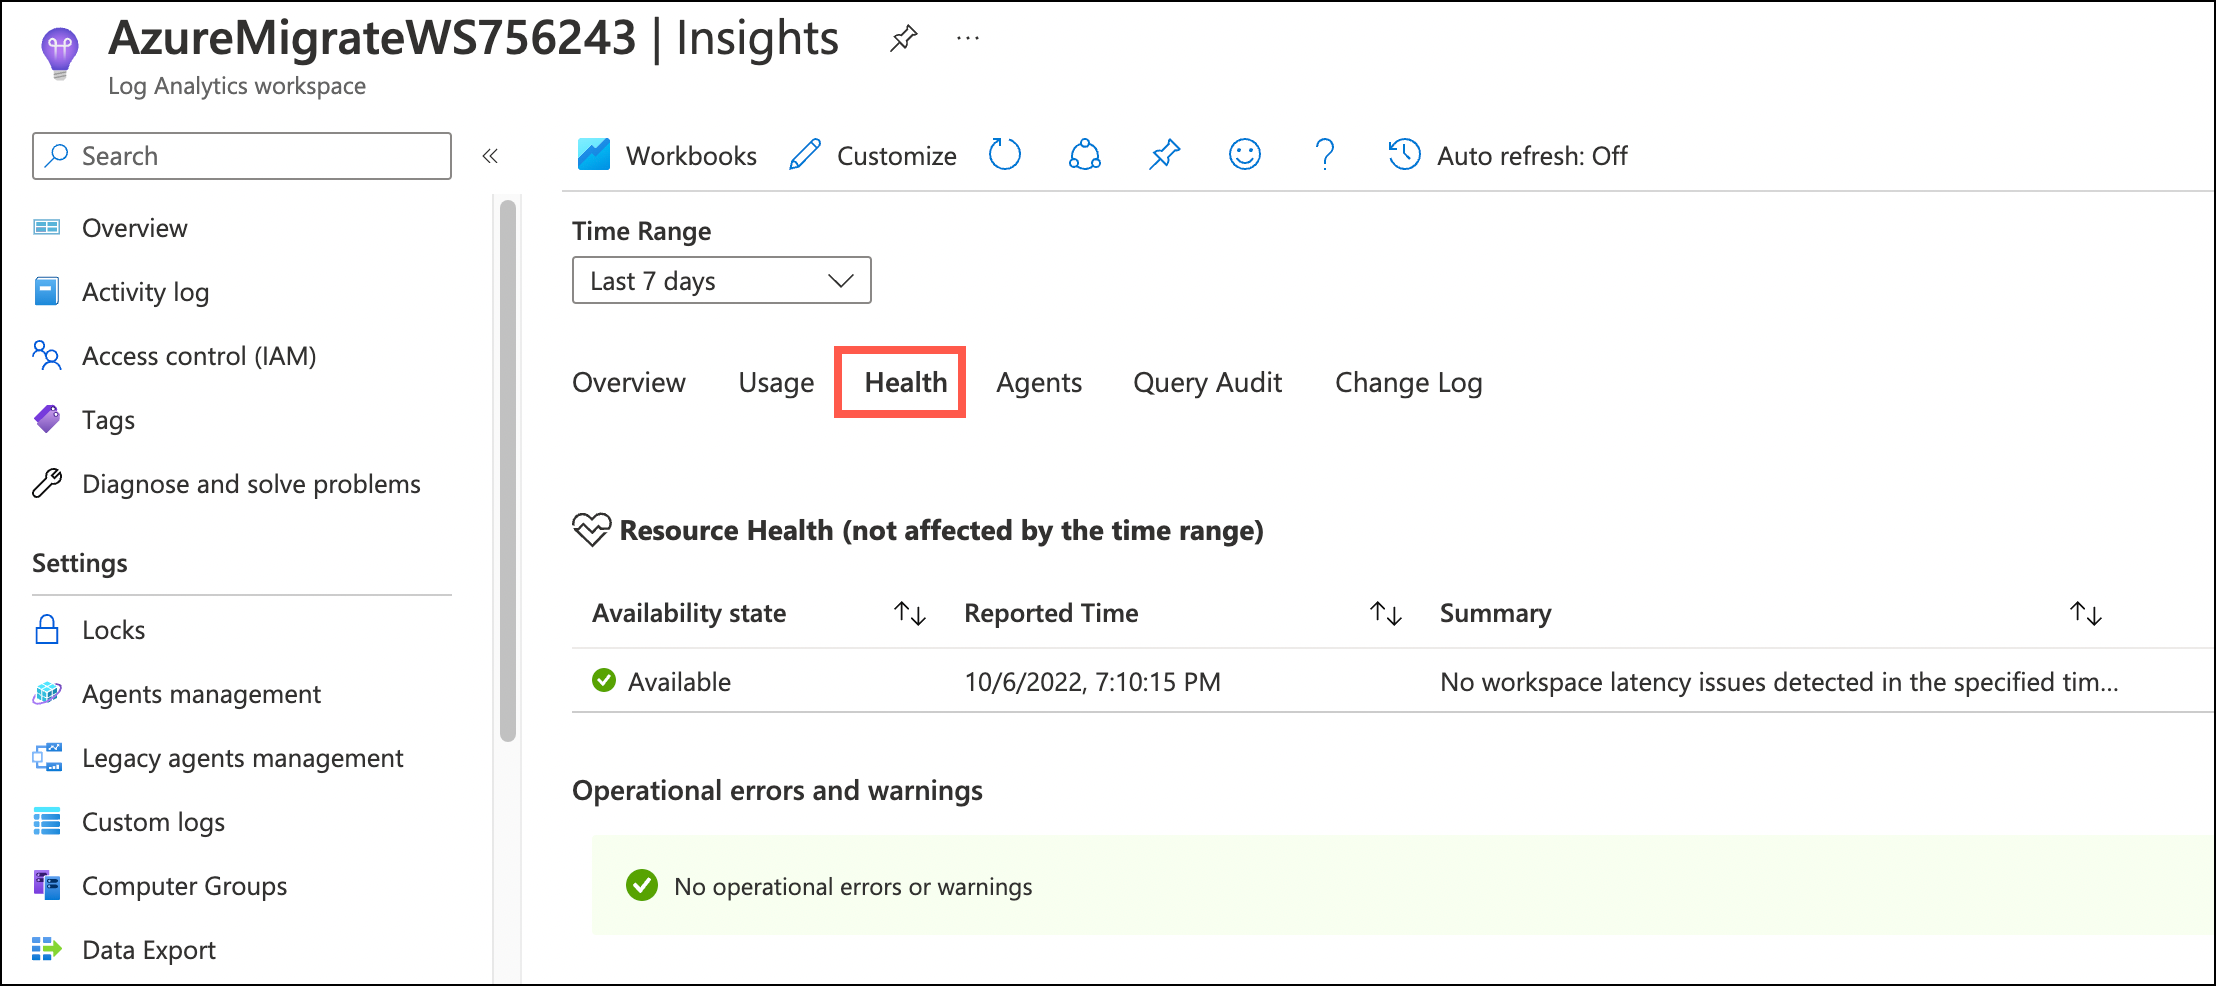 AzureMigrateWS756243 | Insights
Log Analytics workspace
Search
Overview
Activity log
Access control (IAM)
Tags
Diagnose and solve problems
Settings
Locks
Agents management
Legacy agents management
Custom logs
Computer Groups
Data Export
Workbooks
Customize
Auto refresh: Off
Time Range
Last 7 days
Overview Usage Health Agents Query Audit Change Log
Resource Health (not affected by the time range)
Availability state Reported Time Summary
Available 10/6/2022, 7:10:15 PM No workspace latency issues detected in the specified tim...
Operational errors and warnings
No operational errors or warnings